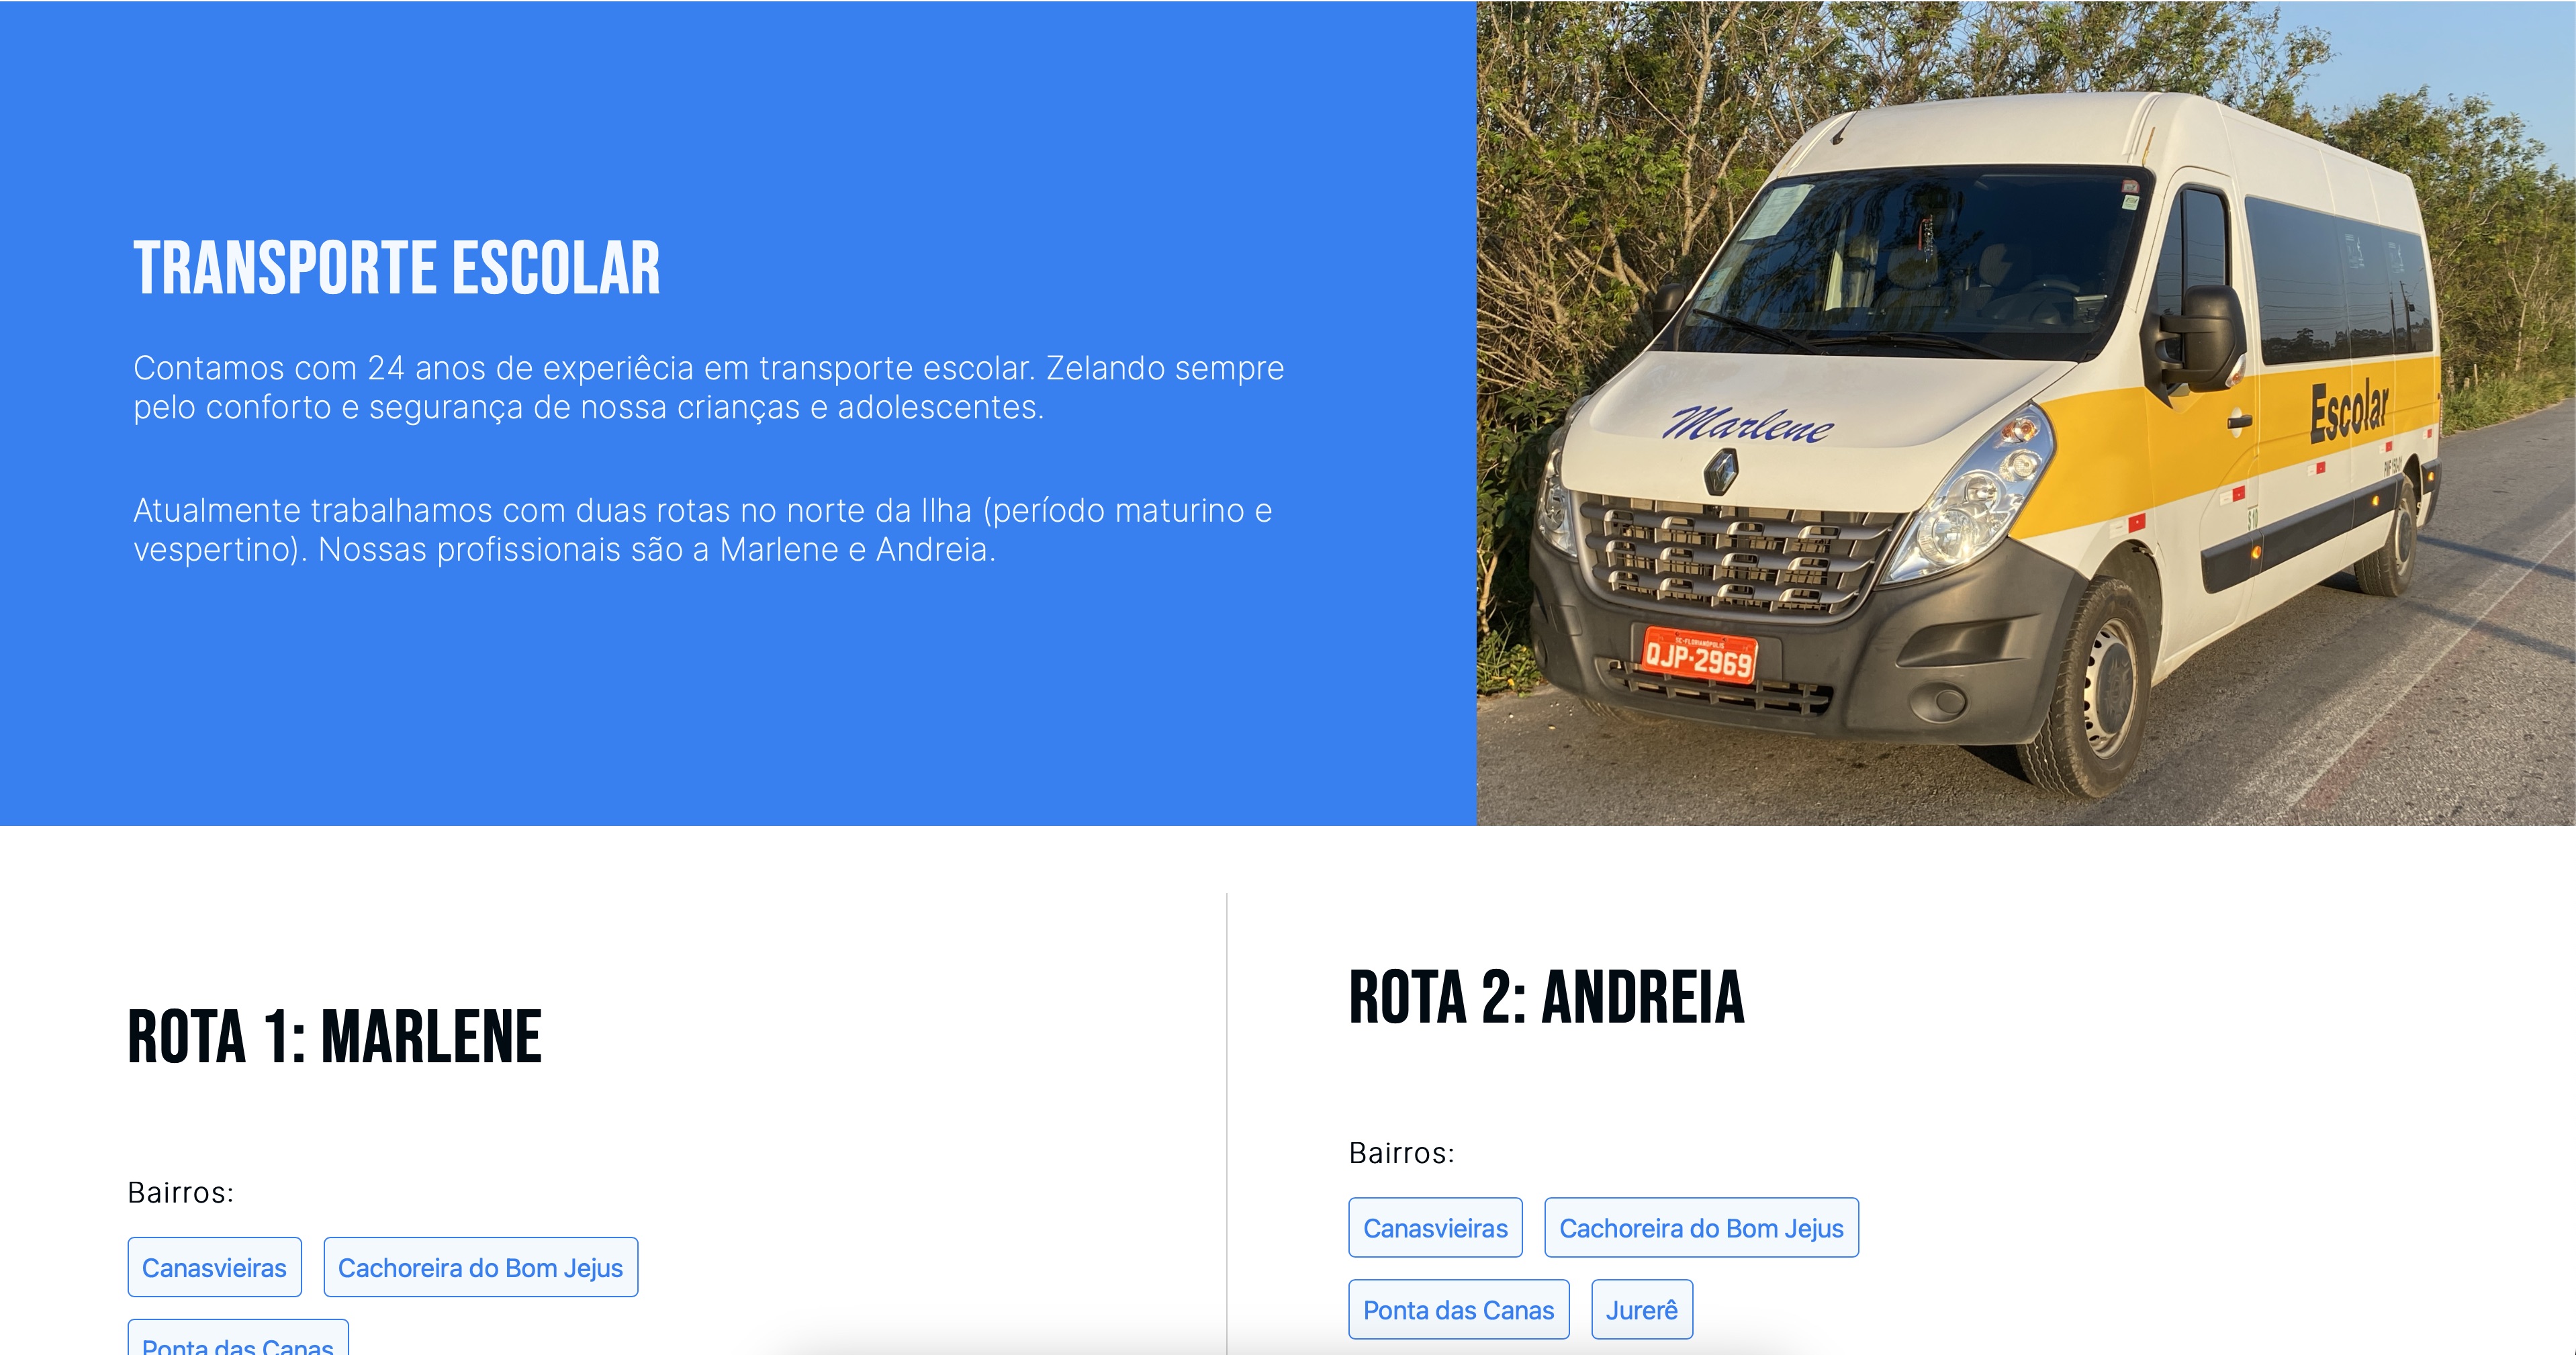 TRANSPORTE ESCOLAR
Contamos com 24 anos de experiêcia em transporte escolar. Zelando sempre
pelo conforto e segurança de nossa crianças e adolescentes.
Atualmente trabalhamos com duas rotas no norte da Ilha (período maturino e
vespertino). Nossas profissionais são a Marlene e Andreia.
Marlene
Escolar
SC-FLORIANÓPOLIS
QJP-2969
ROTA 1: MARLENE
Bairros:
Canasvieiras
Cachoreira do Bom Jejus
Ponta das Canas
ROTA 2: ANDREIA
Bairros:
Canasvieiras
Cachoreira do Bom Jejus
Ponta das Canas
Jurerê